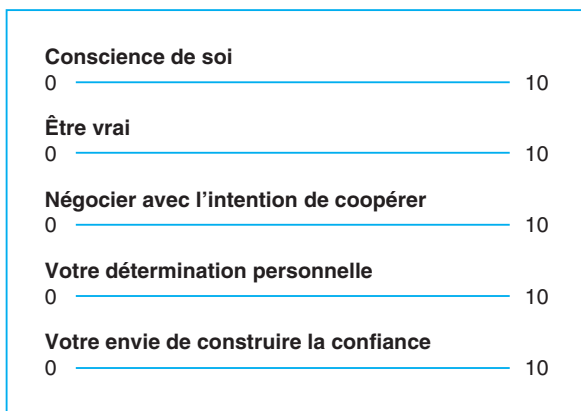 Conscience de soi
0 10
Être vrai
0 10
Négocier avec l’intention de coopérer
0 10
Votre détermination personnelle
0 10
Votre envie de construire la confiance
0 10